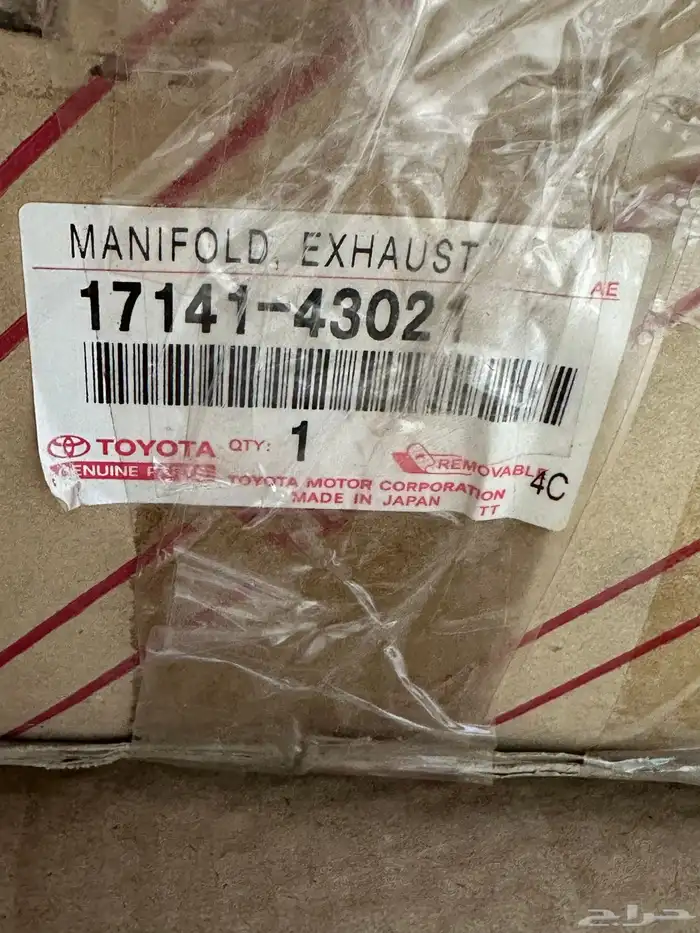 MANIFOLD, EXHAUST
AE
17141-43021
TOYOTA QTY: 1
GENUINE PARTS
REMOVABLE
4C
TOYOTA MOTOR CORPORATION
MADE IN JAPAN
TT
حراج